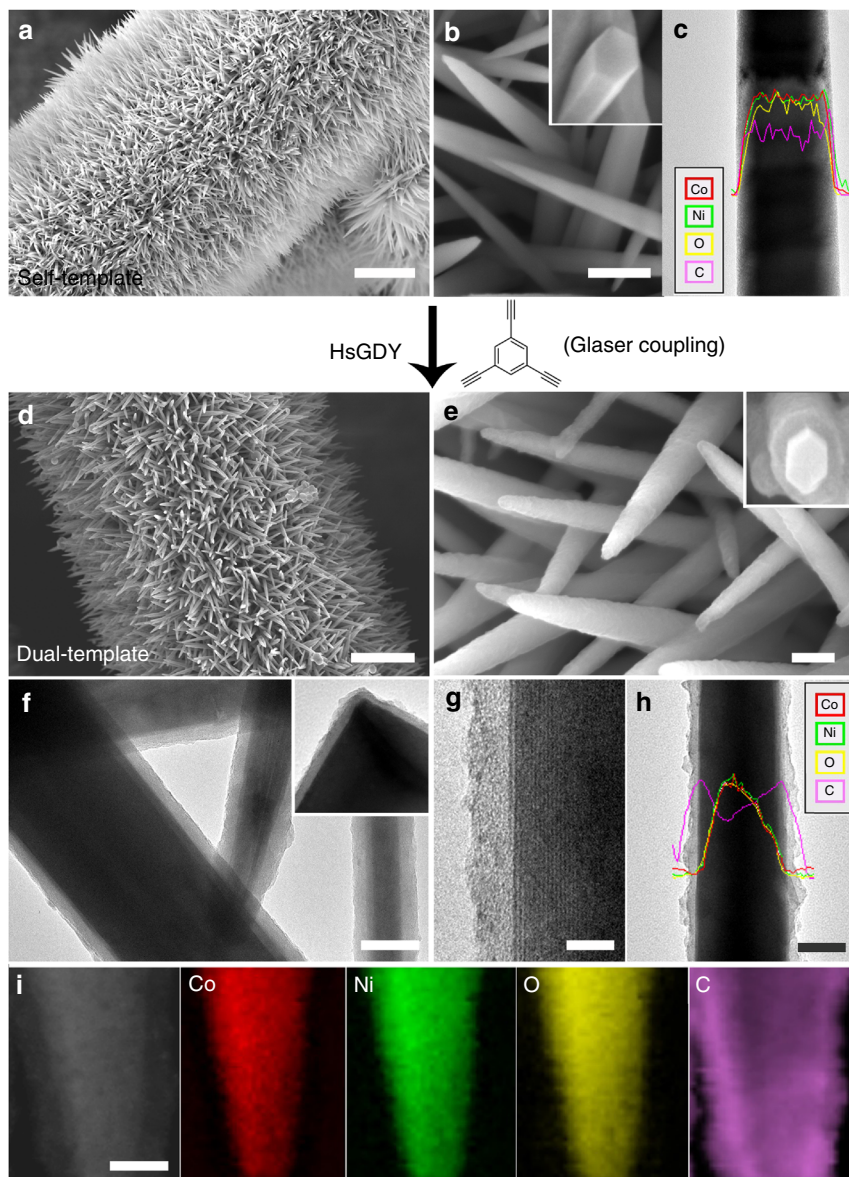 a
b
c
Co
Ni
O
C
Self-template
HsGDY
(Glaser coupling)
d
e
Dual-template
f
g
h
Co
Ni
O
C
i
Co
Ni
O
C